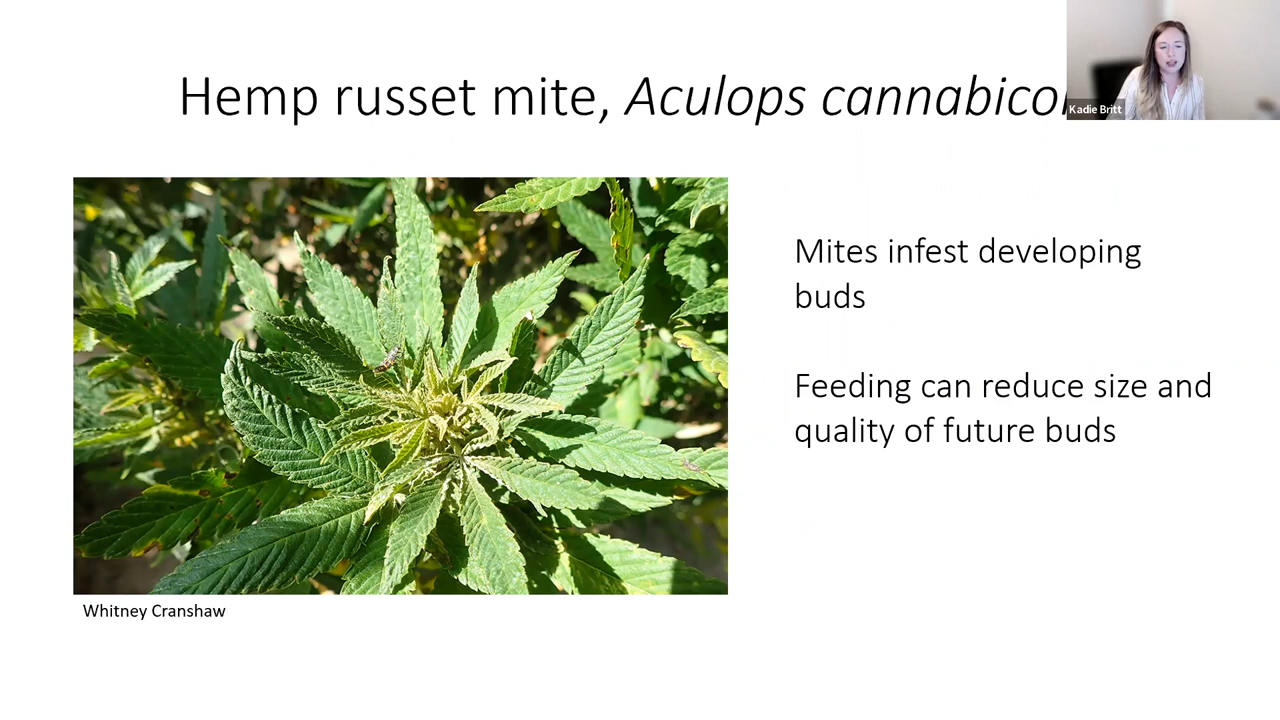 Hemp russet mite, Aculops
Kadie Britt
Mites infest developing
buds
Feeding can reduce size and
quality of future buds
Whitney Cranshaw